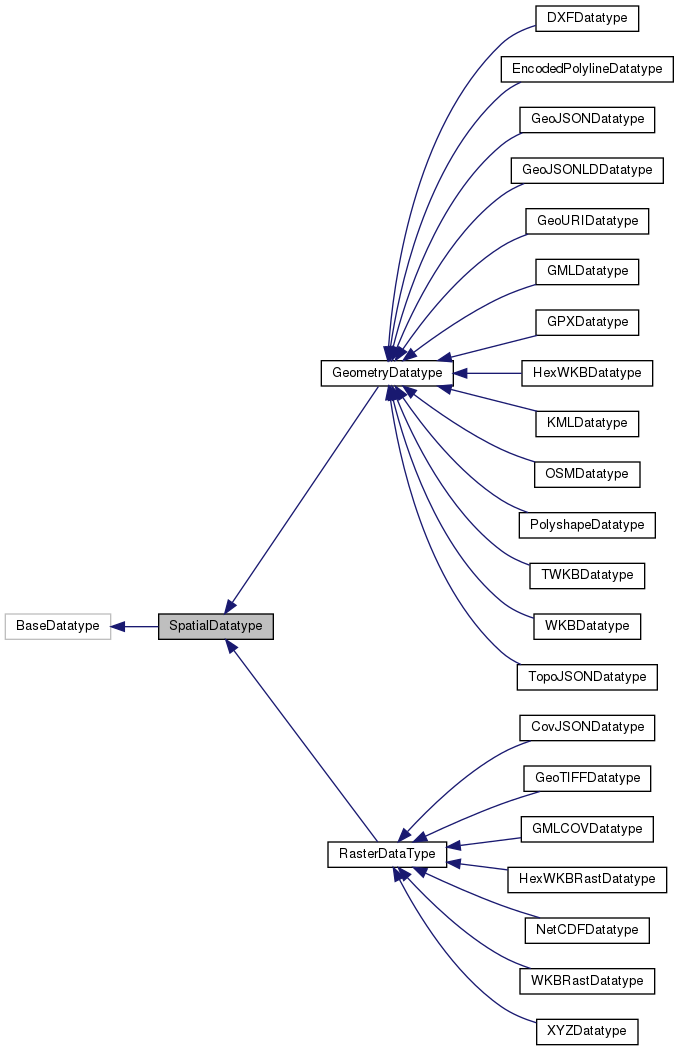 DXFDatatype
EncodedPolylineDatatype
GeoJSONDatatype
GeoJSONLDDatatype
GeoURIDatatype
GMLDatatype
GPXDatatype
GeometryDatatype
HexWKBDatatype
KMLDatatype
OSMDatatype
PolyshapeDatatype
TWKBDatatype
BaseDatatype
SpatialDatatype
WKBDatatype
TopoJSONDatatype
CovJSONDatatype
GeoTIFFDatatype
GMLCOVDatatype
RasterDataType
HexWKBRastDatatype
NetCDFDatatype
WKBRastDatatype
XYZDatatype